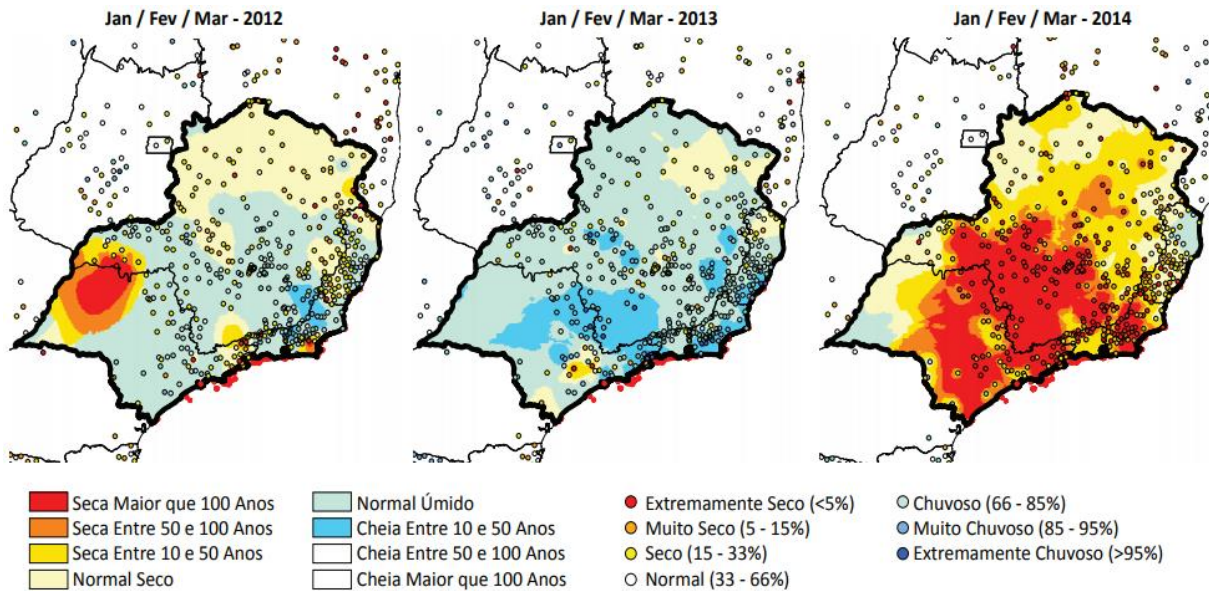 Jan / Fev / Mar - 2012
Jan / Fev / Mar - 2013
Jan / Fev / Mar - 2014
Seca Maior que 100 Anos
Seca Entre 50 e 100 Anos
Seca Entre 10 e 50 Anos
Normal Seco
Normal Úmido
Cheia Entre 10 e 50 Anos
Cheia Entre 50 e 100 Anos
Cheia Maior que 100 Anos
Extremamente Seco (<5%)
Muito Seco (5 - 15%)
Seco (15 - 33%)
Normal (33 - 66%)
Chuvoso (66 - 85%)
Muito Chuvoso (85 - 95%)
Extremamente Chuvoso (>95%)